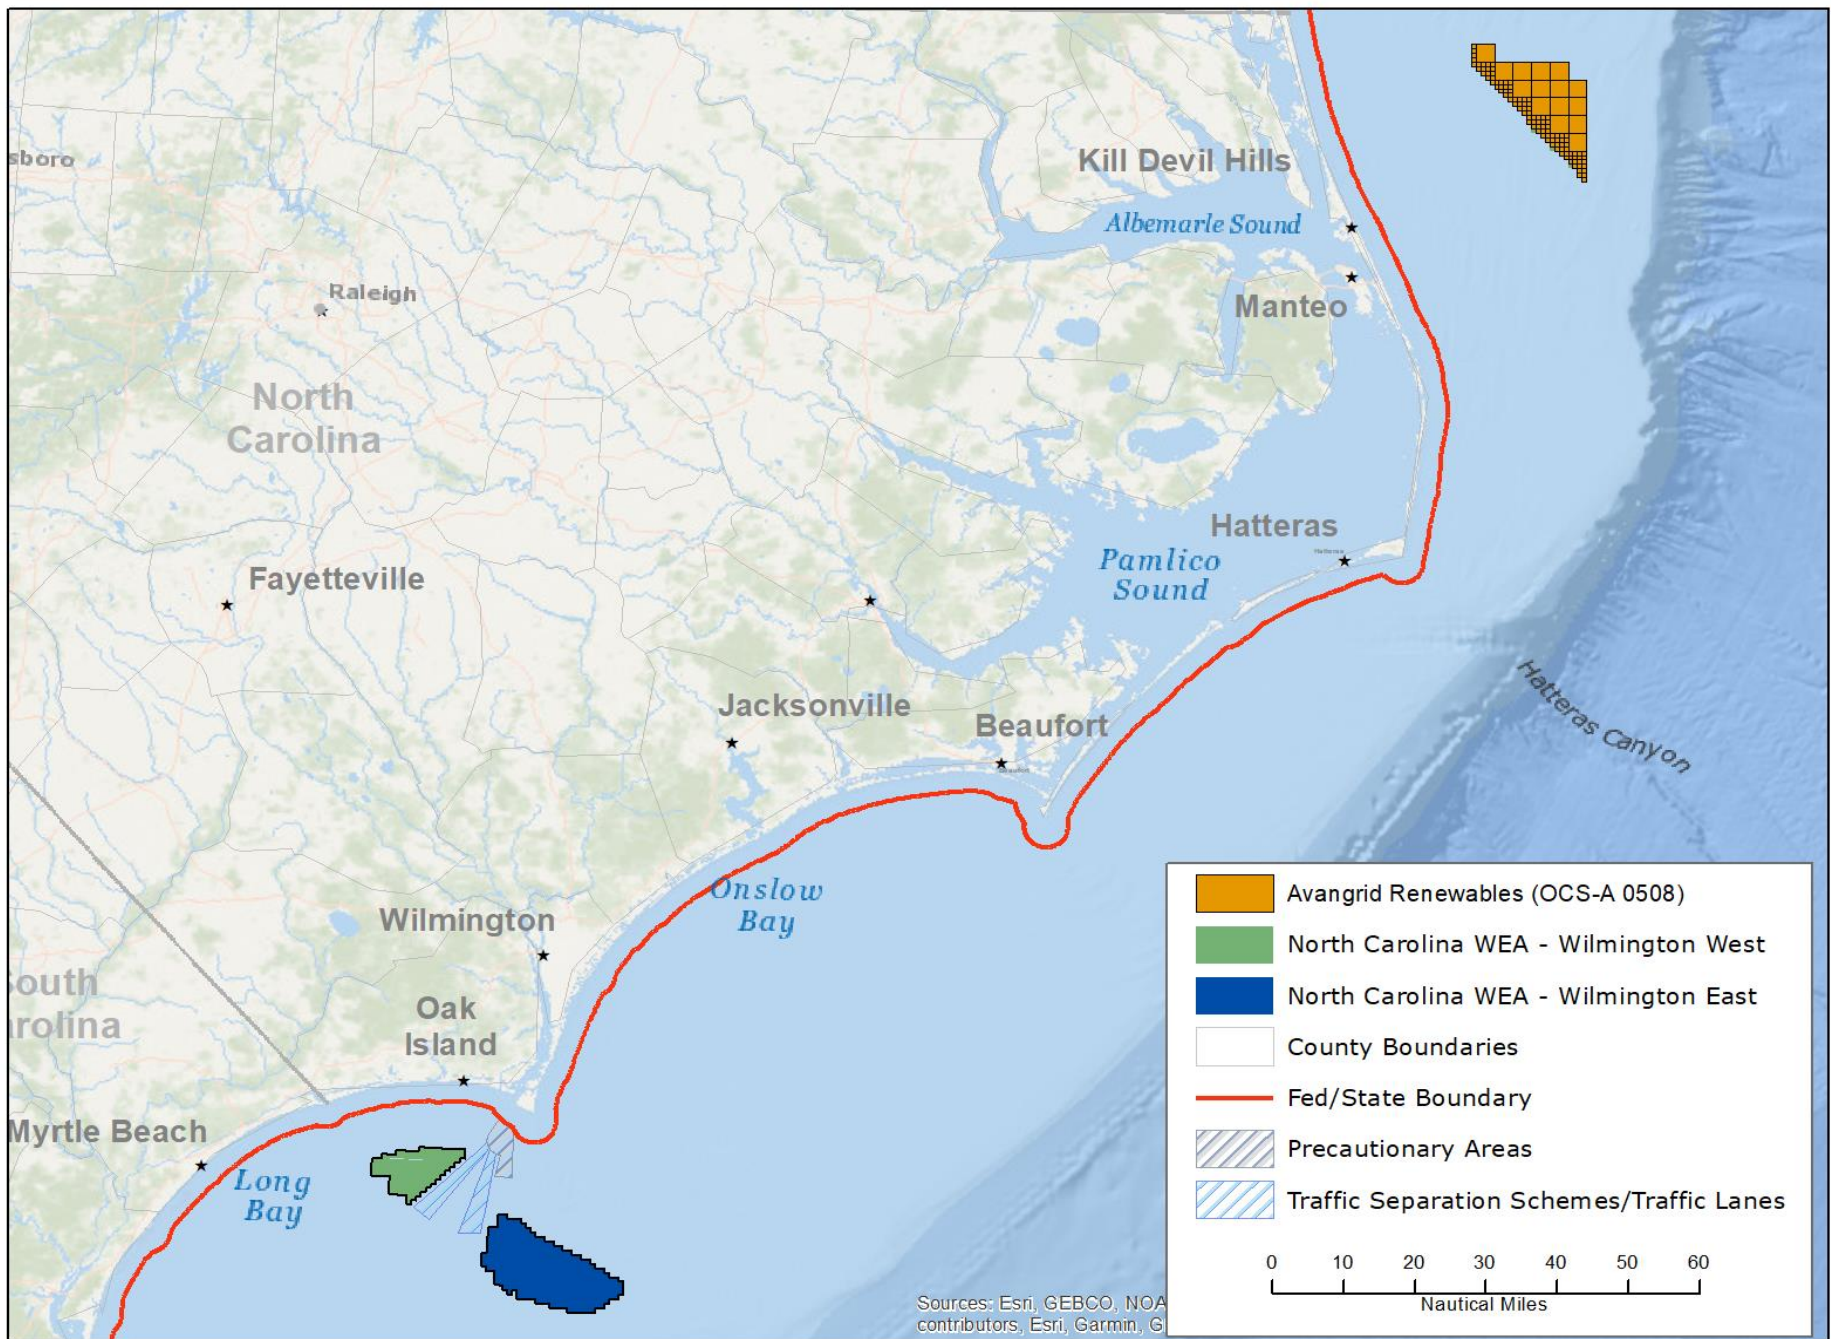 sboro
Kill Devil Hills
Albemarle Sound
Raleigh
Manteo
North
Carolina
Hatteras
Hatteras
Pamlico
Sound
Fayetteville
Hatteras Canyon
Jacksonville
Beaufort
Beaufort
Onslow
Bay
Wilmington
outh
rolina
Oak
Island
Myrtle Beach
Long
Bay
Avangrid Renewables (OCS-A 0508)
North Carolina WEA - Wilmington West
North Carolina WEA - Wilmington East
County Boundaries
Fed/State Boundary
Precautionary Areas
Traffic Separation Schemes/Traffic Lanes
0 10 20 30 40 50 60
Nautical Miles
Sources: Esri, GEBCO, NOA
contributors, Esri, Garmin, G